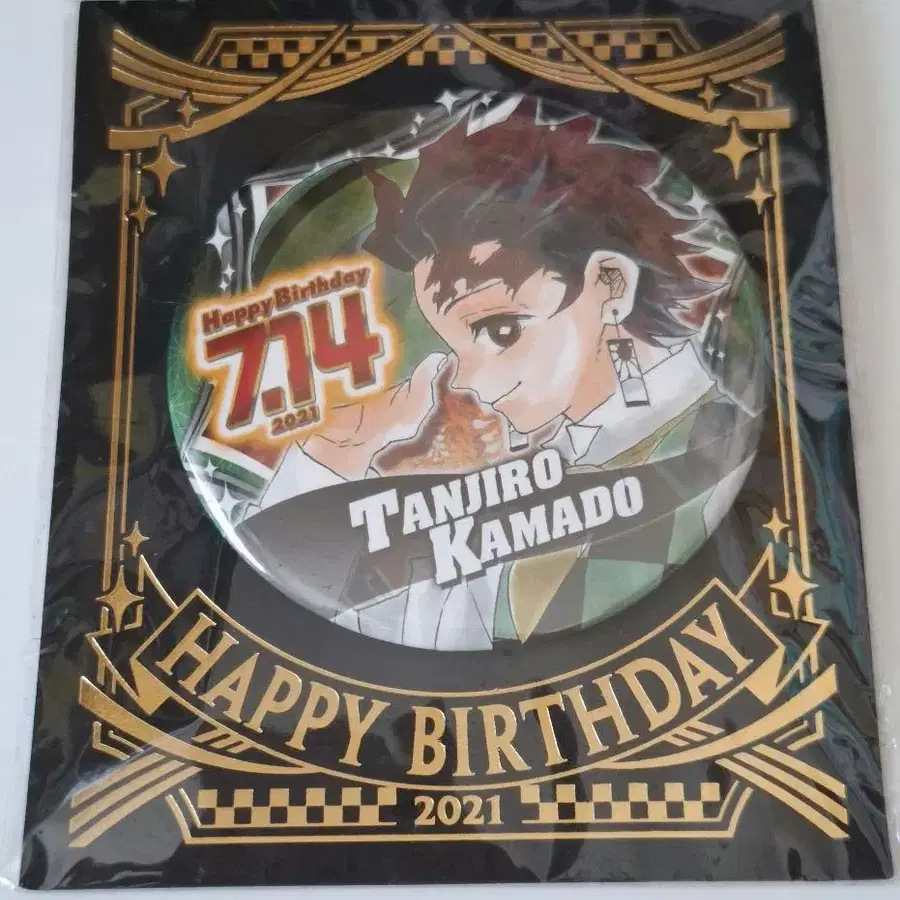 Happy Birthday
7.14
2021
TANJIRO
KAMADO
HAPPY BIRTHDAY
2021